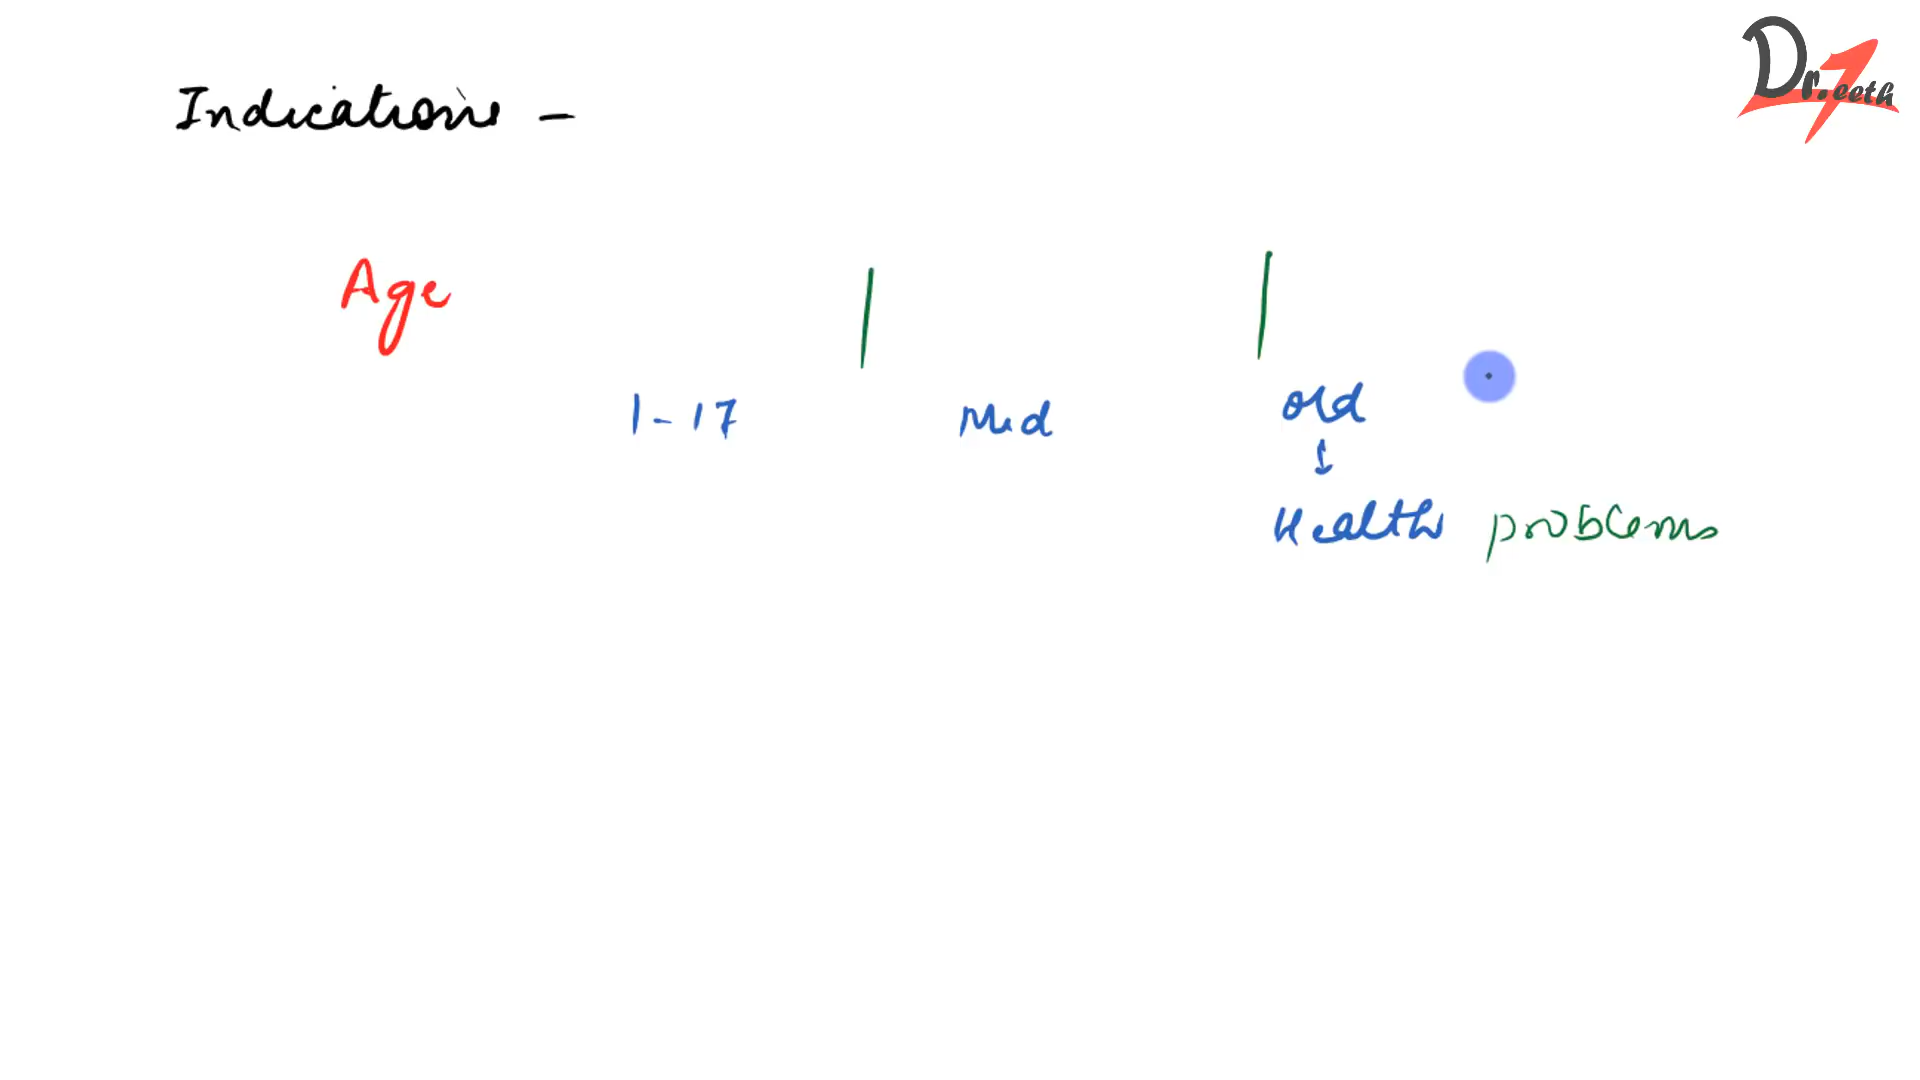 Dr.Teeth
Indications -
Age
1-17 Mid Old
Health problems